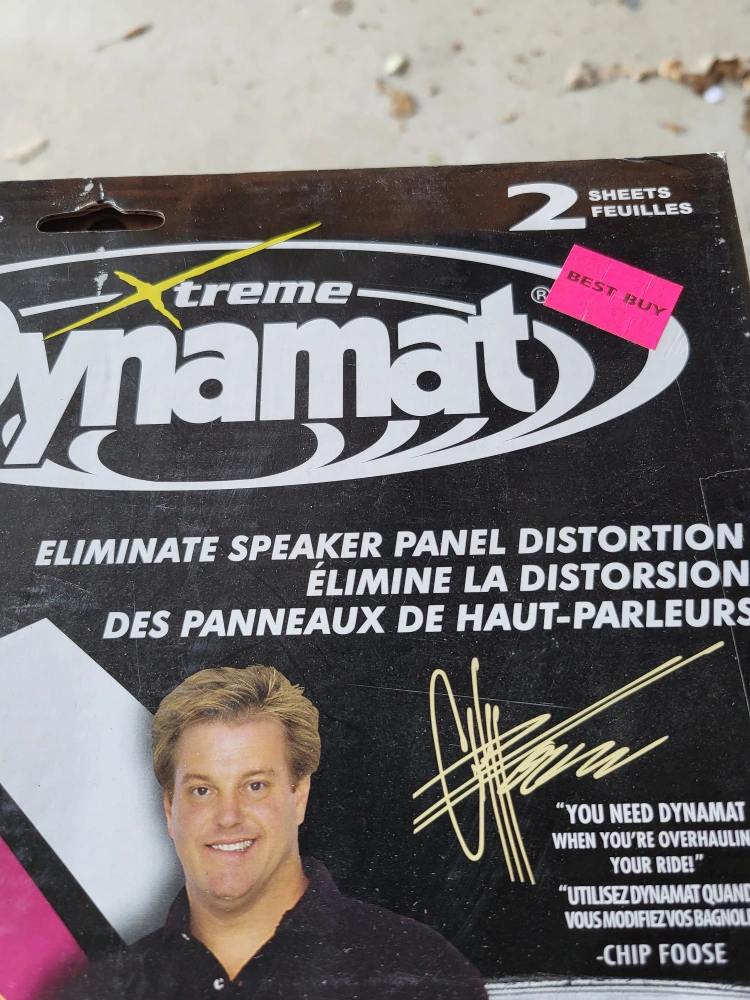 2 SHEETS
FEUILLES
Xtreme
Dynamat®
BEST BUY
ELIMINATE SPEAKER PANEL DISTORTION
ÉLIMINE LA DISTORSION
DES PANNEAUX DE HAUT-PARLEURS
"YOU NEED DYNAMAT
WHEN YOU'RE OVERHAULIN
YOUR RIDE!"
"UTILISEZ DYNAMAT QUAND
VOUS MODIFIEZ VOS BAGNOL
-CHIP FOOSE